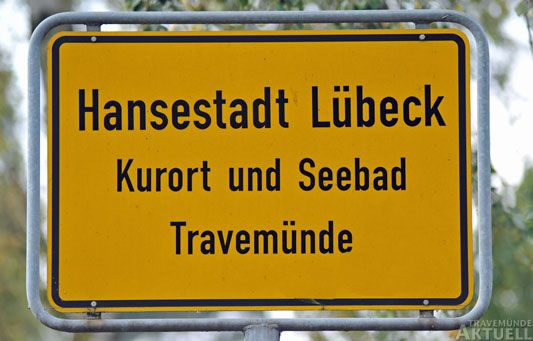 Hansestadt Lübeck
Kurort und Seebad
Travemünde
TRAVEMÜNDE
AKTUELL